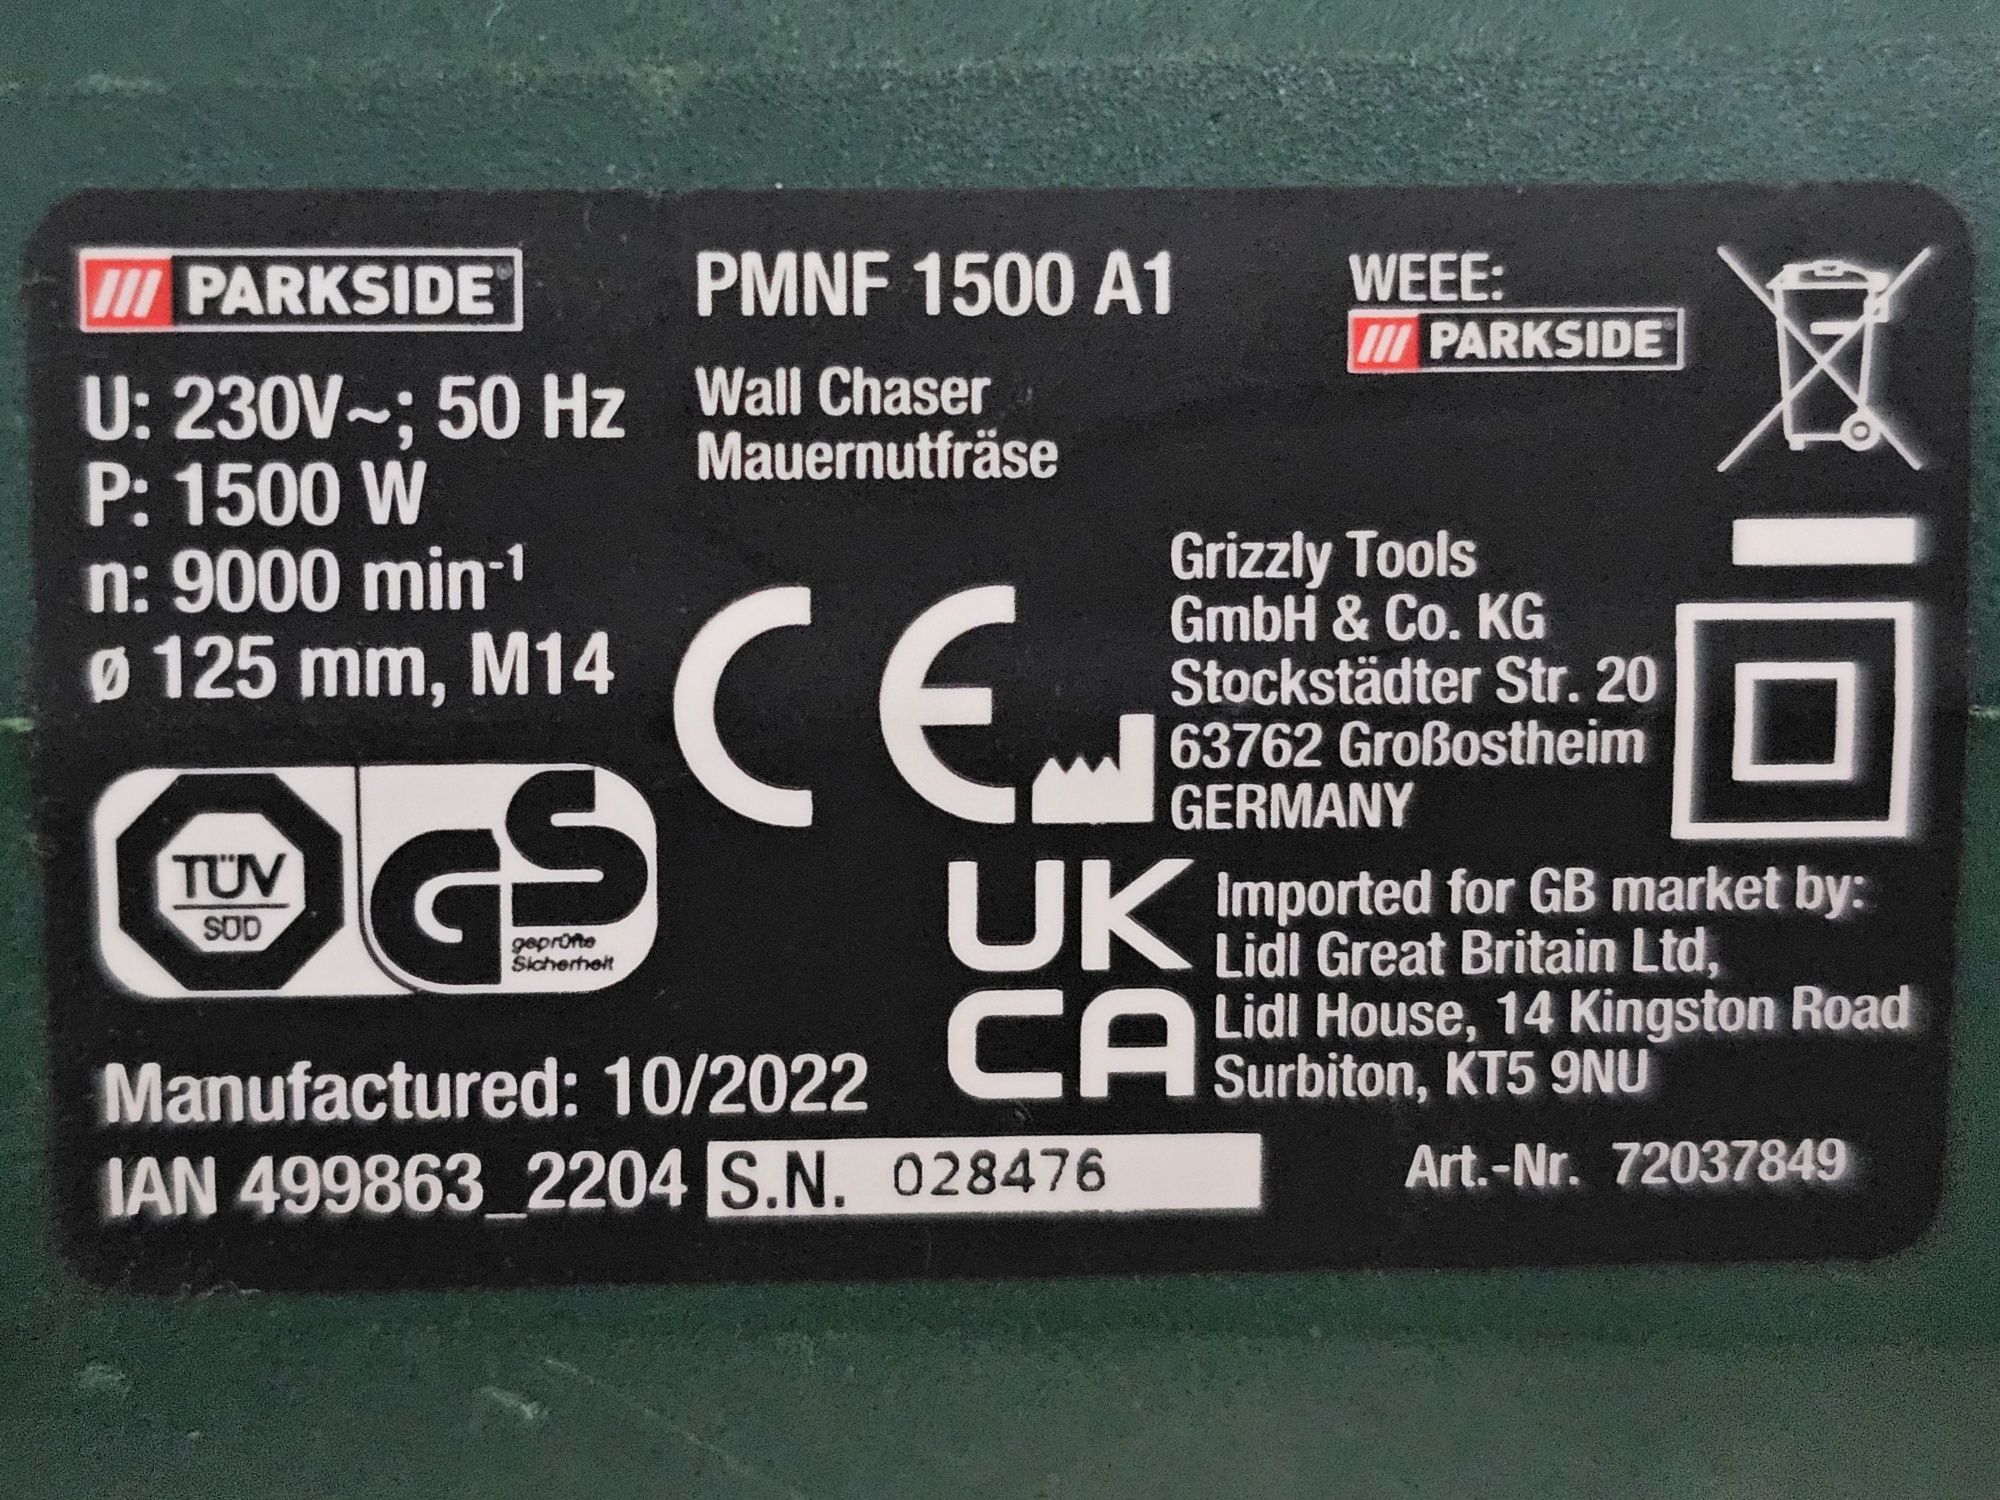 PARKSIDE®
U: 230V~; 50 Hz
P: 1500 W
n: 9000 min⁻¹
ø 125 mm, M14
PMNF 1500 A1
Wall Chaser
Mauernutfräse
WEEE:
PARKSIDE®
CE
Grizzly Tools
GmbH & Co. KG
Stockstädter Str. 20
63762 Großostheim
GERMANY
TÜV
SÜD
GS
geprüfte
Sicherheit
UK
CA
Imported for GB market by:
Lidl Great Britain Ltd,
Lidl House, 14 Kingston Road
Surbiton, KT5 9NU
Manufactured: 10/2022
IAN 499863_2204 S.N. 028476
Art.-Nr. 72037849